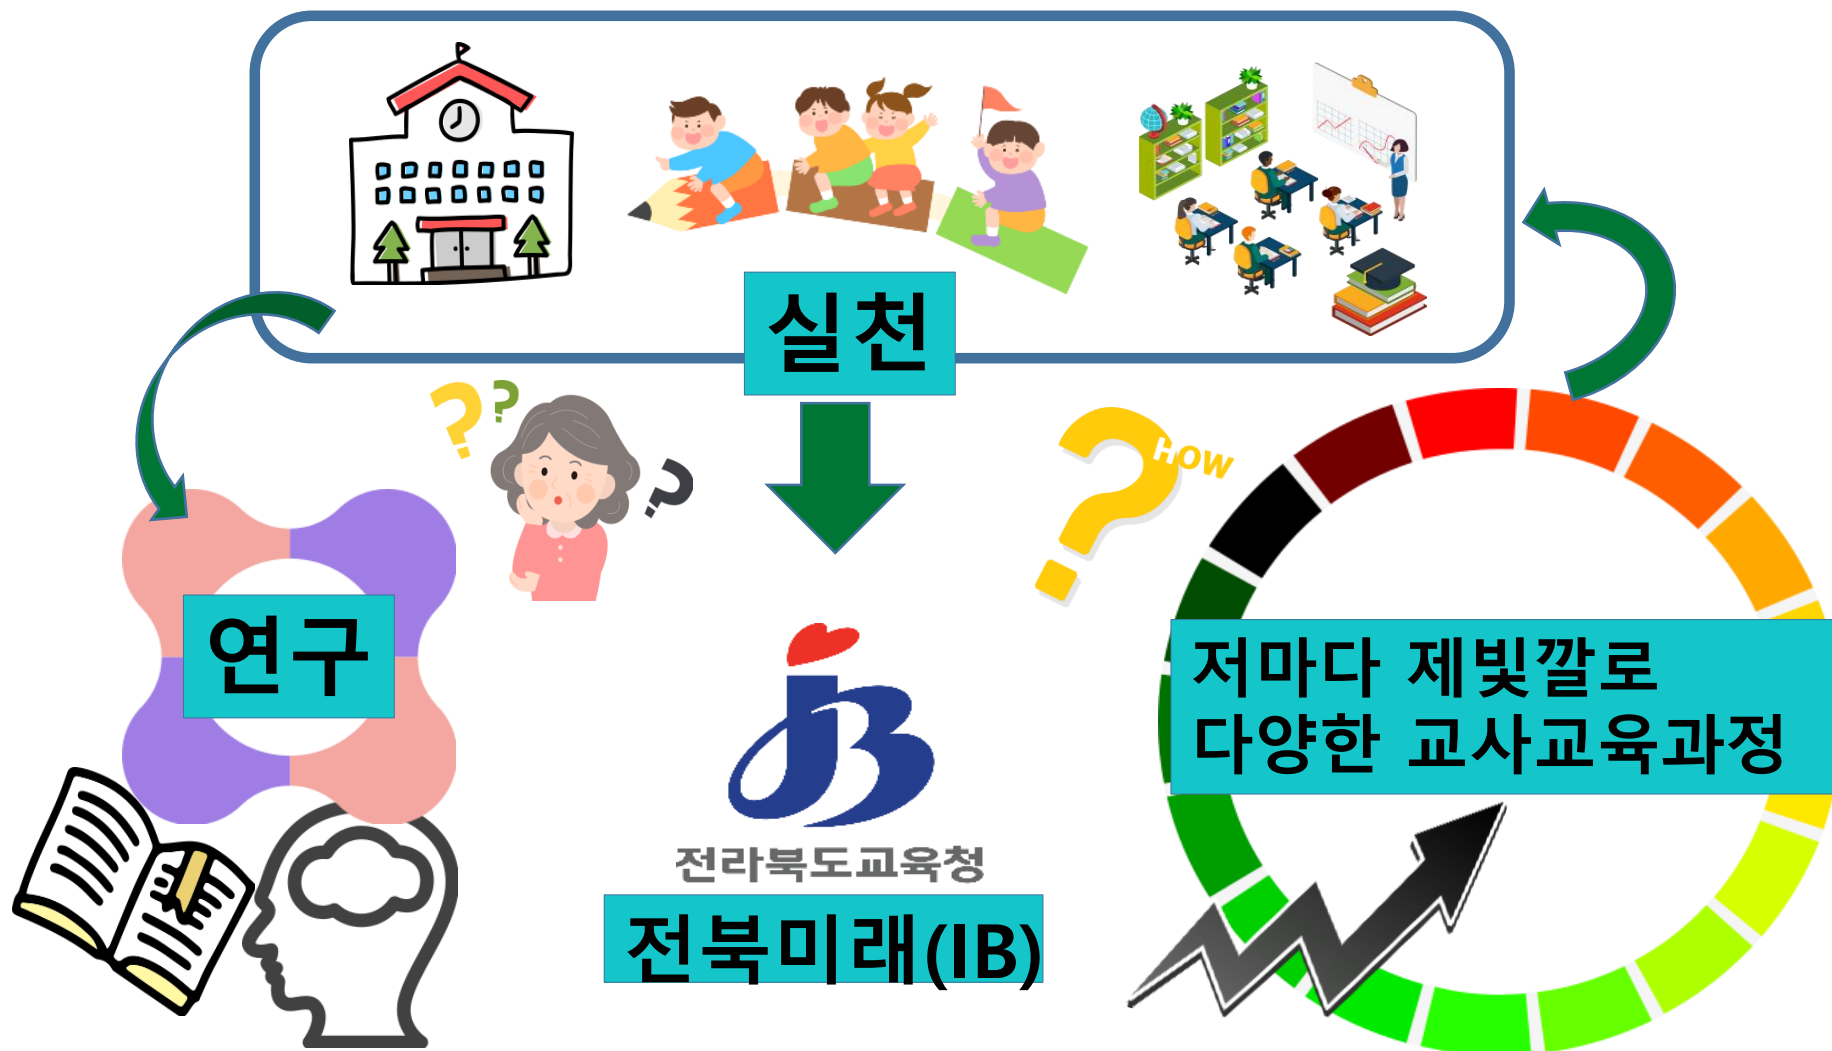 실천
? ?
?
? HOW
연구
저마다 제빛깔로
다양한 교사교육과정
JB
전라북도교육청
전북미래(IB)